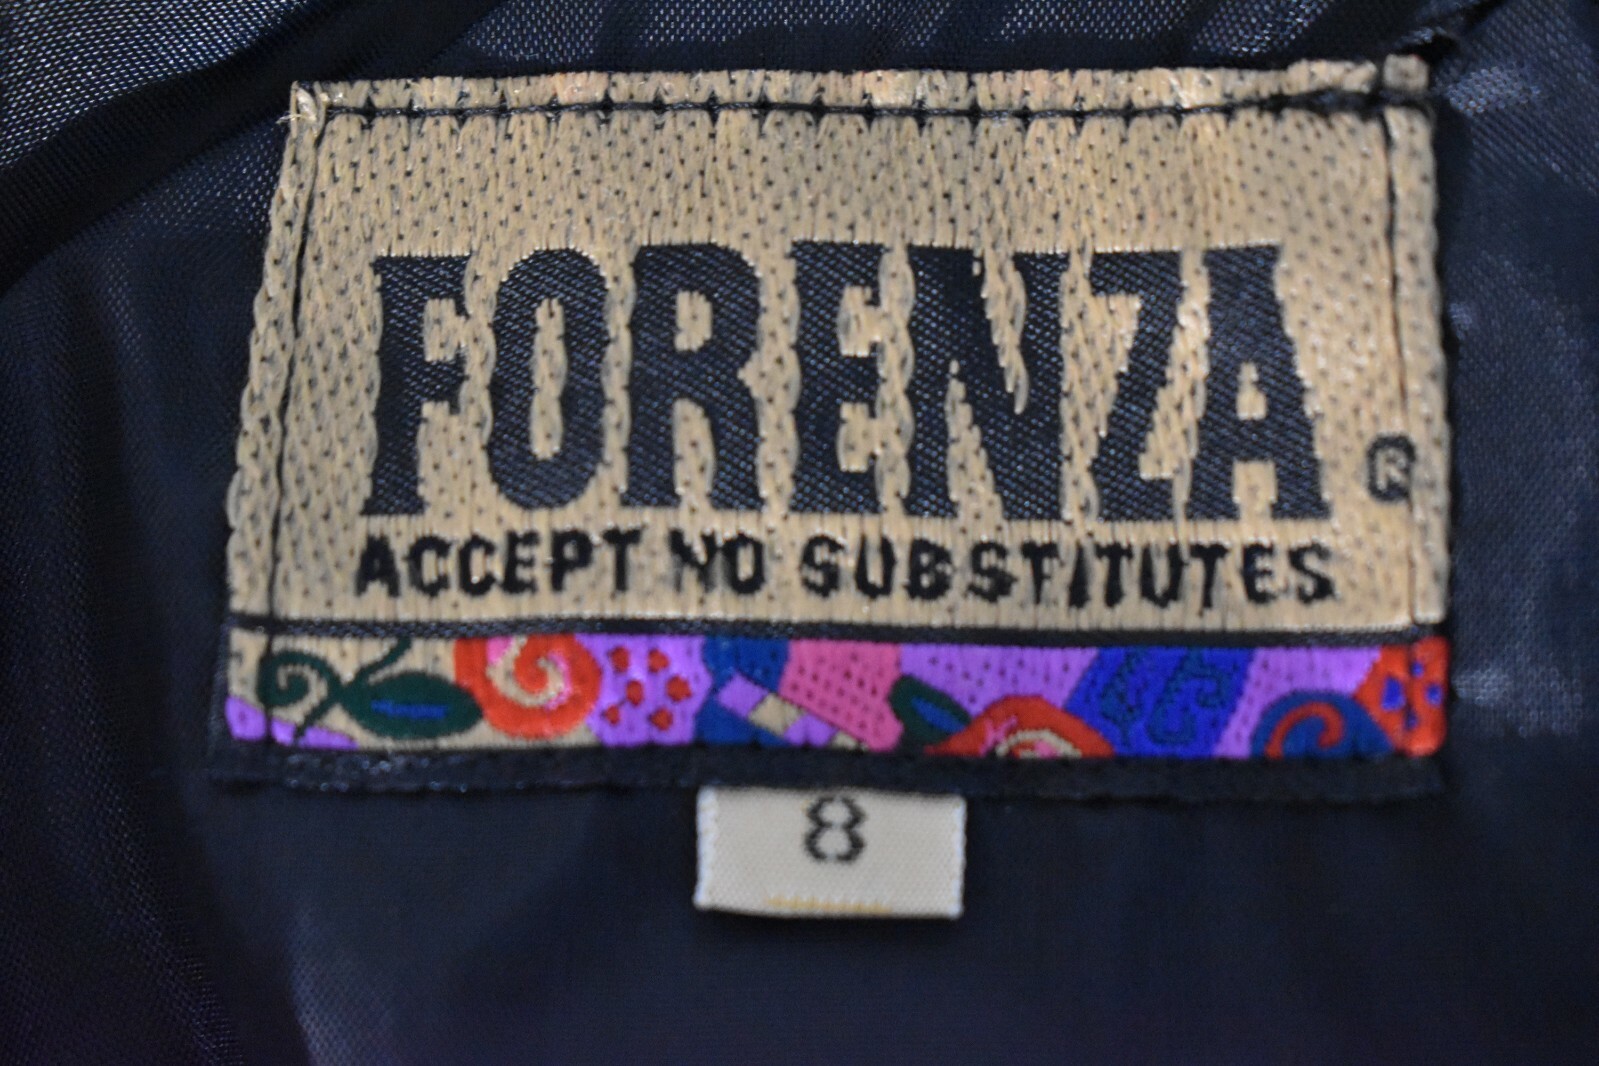 FORENZA ®
ACCEPT NO SUBSTITUTES
8